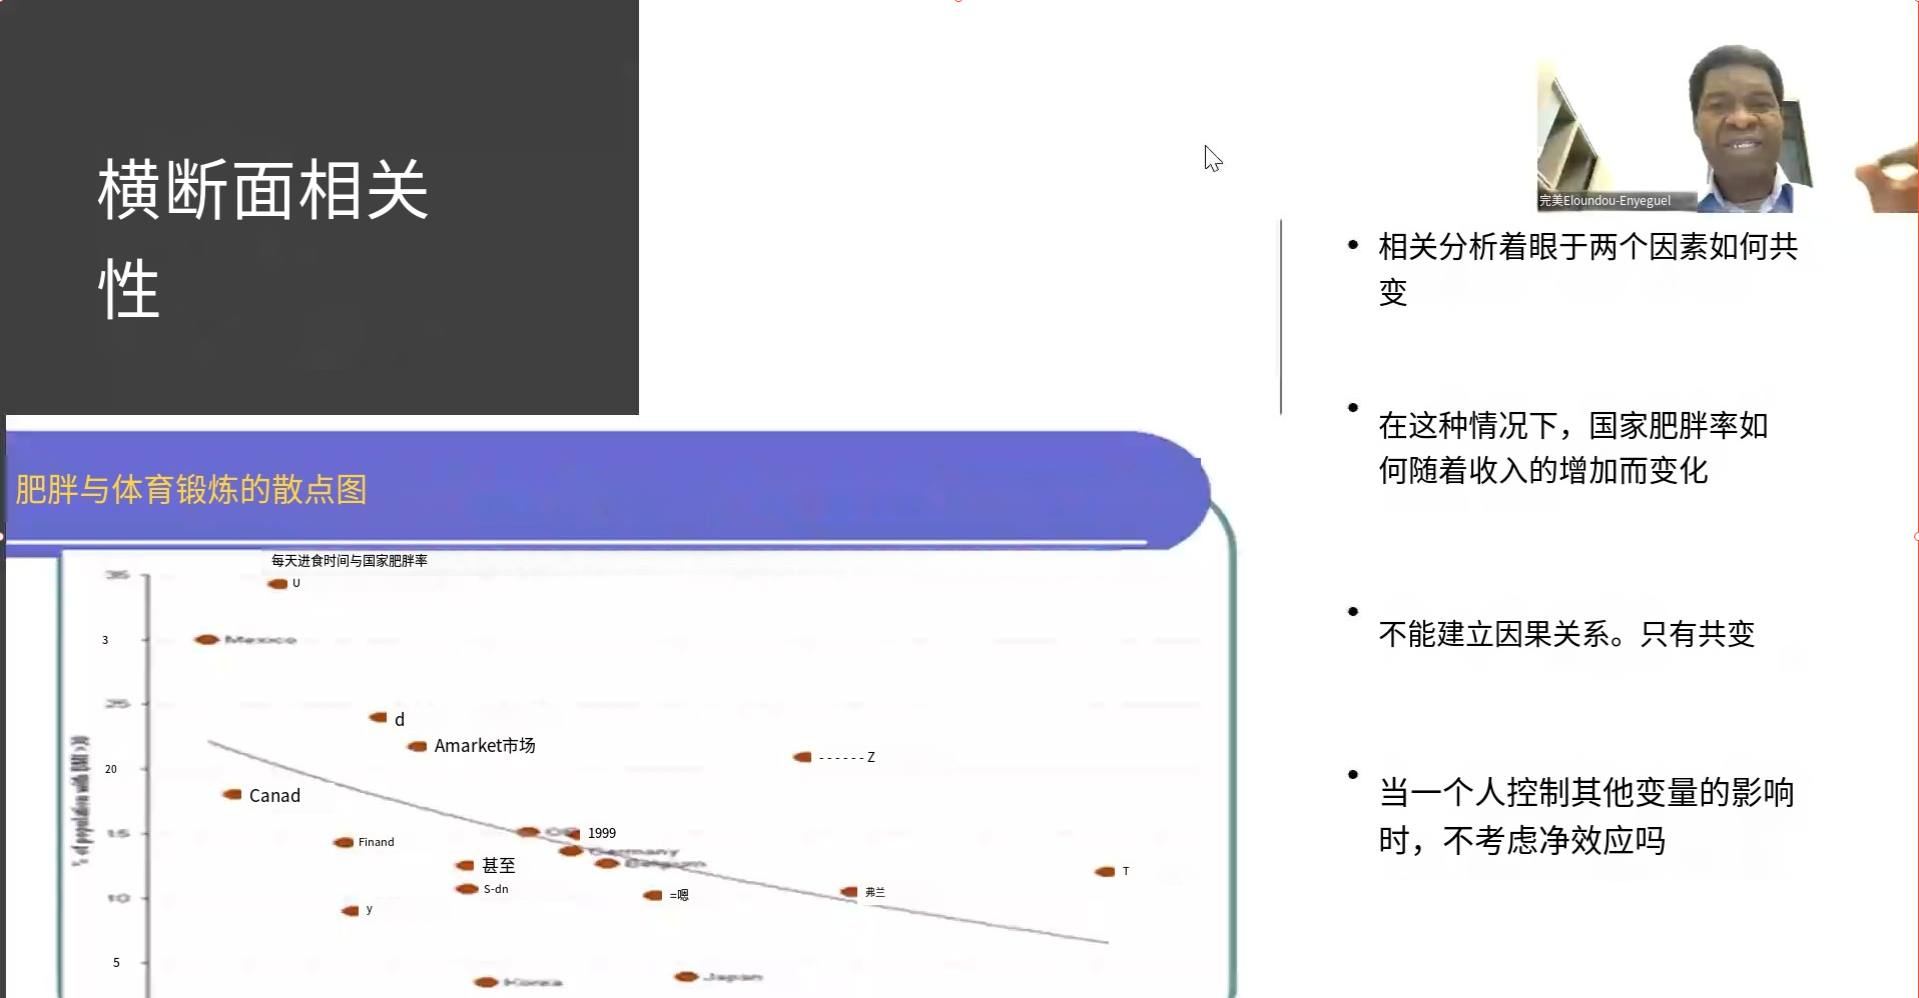 横断面相关
性
完美Eloundou-Enyeguel
相关分析着眼于两个因素如何共
变
在这种情况下，国家肥胖率如
何随着收入的增加而变化
不能建立因果关系。只有共变
当一个人控制其他变量的影响
时，不考虑净效应吗
肥胖与体育锻炼的散点图
每天进食时间与国家肥胖率
35
U
3
Mexico
25
d
Amarket市场
------Z
20
Canad
15
1999
Finand
Germany
Belgium
甚至
T
S-dn
=嗯
弗兰
10
y
5
Korea
Japan
% of population with BMI >30